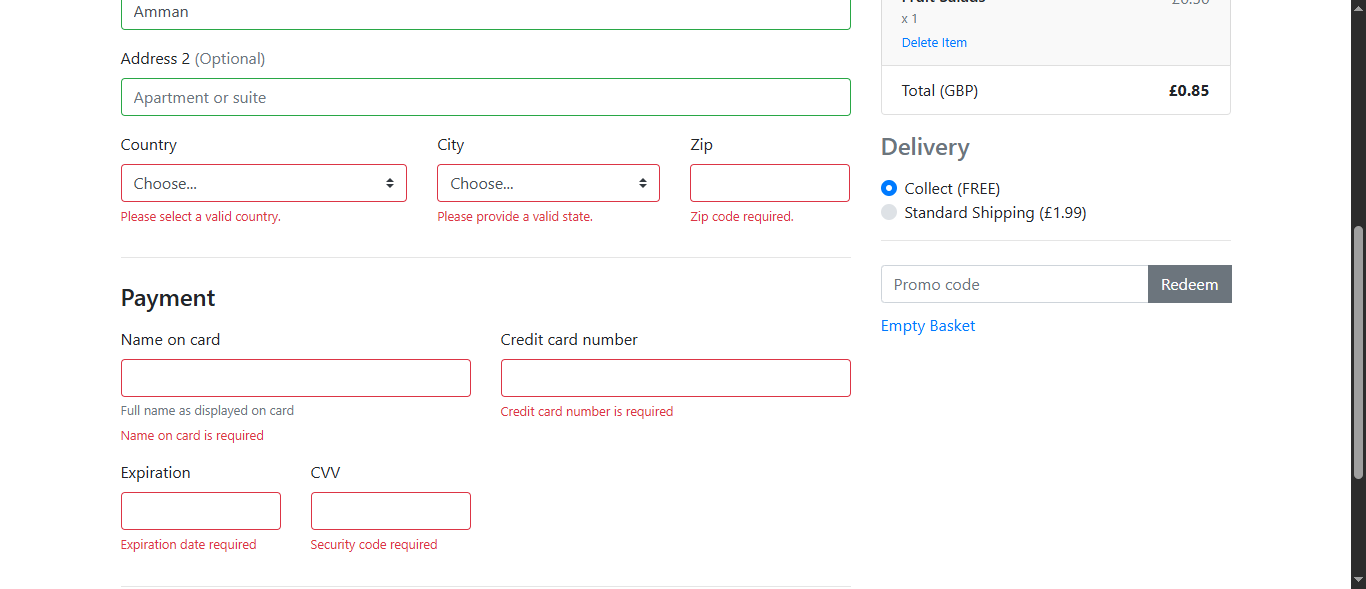 Amman
Address 2 (Optional)
Apartment or suite
Country
City
Zip
Choose...
Choose...
Please select a valid country.
Please provide a valid state.
Zip code required.
Payment
Name on card
Credit card number
Full name as displayed on card
Credit card number is required
Name on card is required
Expiration
CVV
Expiration date required
Security code required
x 1
Delete Item
Total (GBP) £0.85
Delivery
Collect (FREE)
Standard Shipping (£1.99)
Promo code
Redeem
Empty Basket